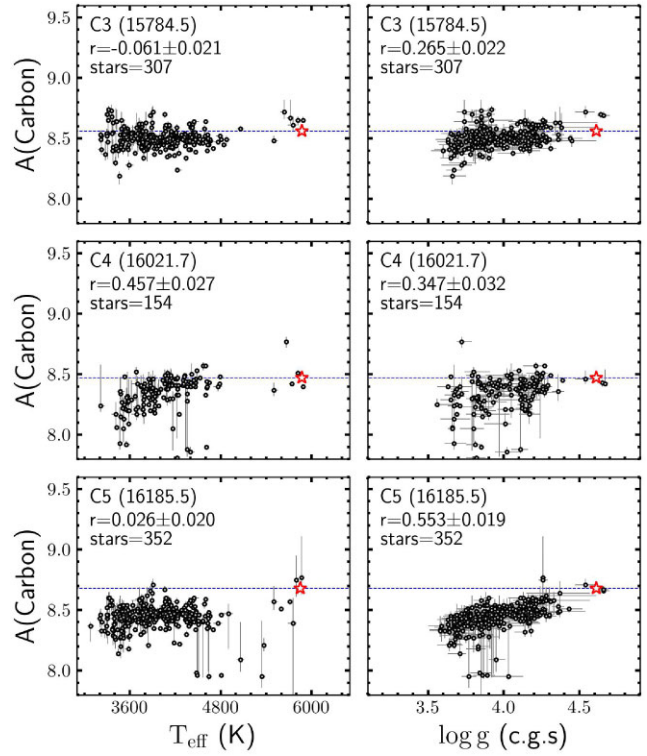 C3 (15784.5)
r=-0.061±0.021
stars=307
C3 (15784.5)
r=0.265±0.022
stars=307
A(Carbon)
9.5
9.0
8.5
8.0
C4 (16021.7)
r=0.457±0.027
stars=154
C4 (16021.7)
r=0.347±0.032
stars=154
A(Carbon)
9.5
9.0
8.5
8.0
C5 (16185.5)
r=0.026±0.020
stars=352
C5 (16185.5)
r=0.553±0.019
stars=352
A(Carbon)
9.5
9.0
8.5
8.0
3600 4800 6000
3.5 4.0 4.5
T_eff (K)
log g (c.g.s)